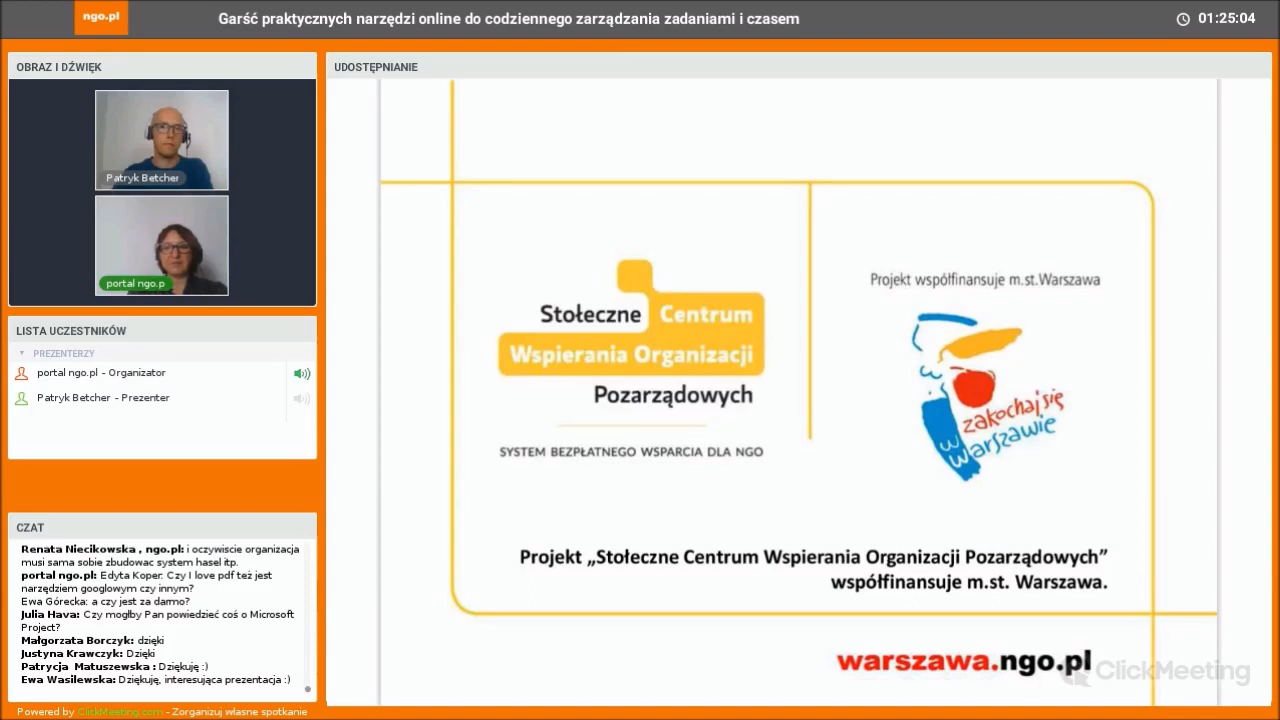 ngo.pl
Garść praktycznych narzędzi online do codziennego zarządzania zadaniami i czasem
01:25:04
OBRAZ I DŹWIĘK
Patryk Betcher
portal ngo.p
LISTA UCZESTNIKÓW
PREZENTERZY
portal ngo.pl - Organizator
Patryk Betcher - Prezenter
CZAT
Renata Niecikowska , ngo.pl: i oczywiscie organizacja
musi sama sobie zbudowac system hasel itp.
portal ngo.pl: Edyta Koper: Czy I love pdf też jest
narzędziem googlowym czy innym?
Ewa Górecka: a czy jest za darmo?
Julia Hava: Czy mogłby Pan powiedzieć coś o Microsoft
Project?
Małgorzata Borczyk: dzięki
Justyna Krawczyk: Dzięki
Patrycja Matuszewska : Dziękuję :)
Ewa Wasilewska: Dziękuję, interesująca prezentacja :)
Powered by ClickMeeting.com - Zorganizuj własne spotkanie
UDOSTĘPNIANIE
Stołeczne Centrum
Wspierania Organizacji
Pozarządowych
SYSTEM BEZPŁATNEGO WSPARCIA DLA NGO
Projekt współfinansuje m.st.Warszawa
zakochaj się
w Warszawie
Projekt „Stołeczne Centrum Wspierania Organizacji Pozarządowych”
współfinansuje m.st. Warszawa.
warszawa.ngo.pl
ClickMeeting